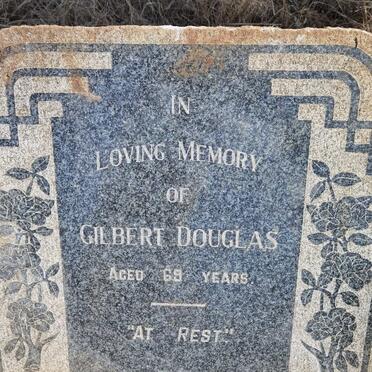 IN
LOVING MEMORY
OF
GILBERT DOUGLAS
AGED 69 YEARS.
"AT REST."